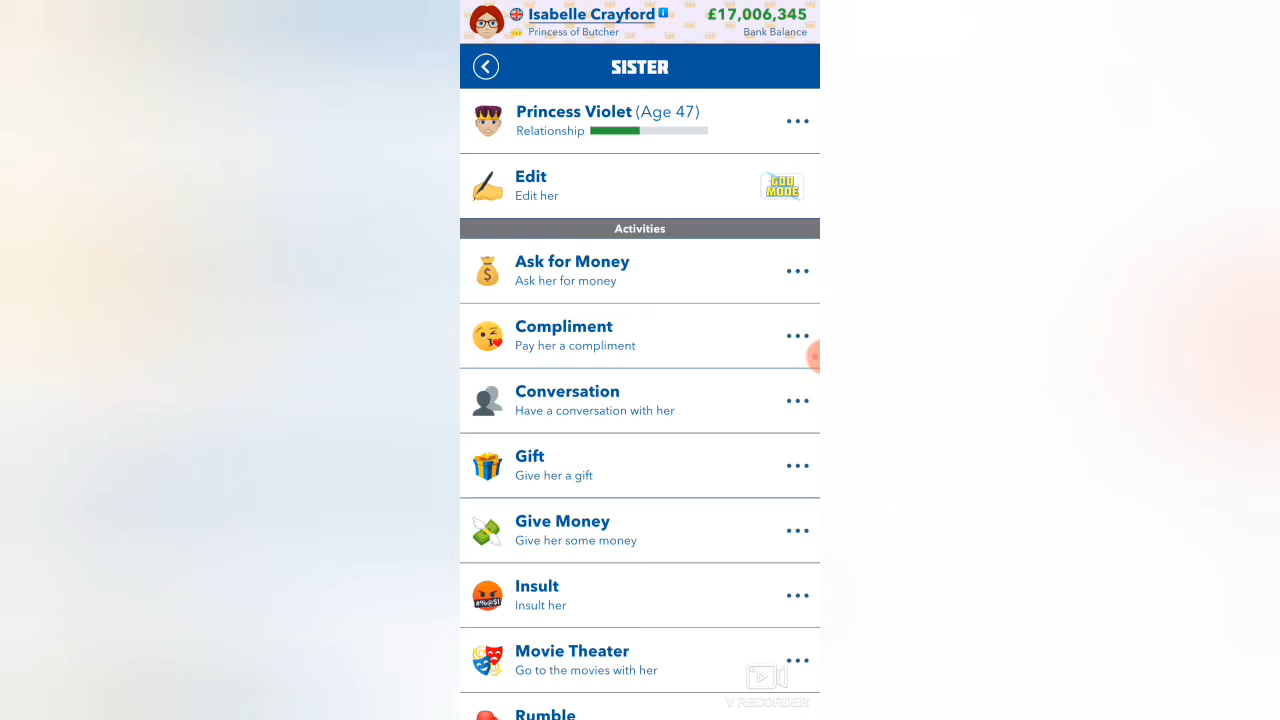 Isabelle Crayford
£17,006,345
Princess of Butcher
Bank Balance
SISTER
Princess Violet (Age 47)
Relationship
Edit
Edit her
GOD MODE
Activities
Ask for Money
Ask her for money
Compliment
Pay her a compliment
Conversation
Have a conversation with her
Gift
Give her a gift
Give Money
Give her some money
Insult
#%@$!
Insult her
Movie Theater
Go to the movies with her
V RECORDER
Rumble